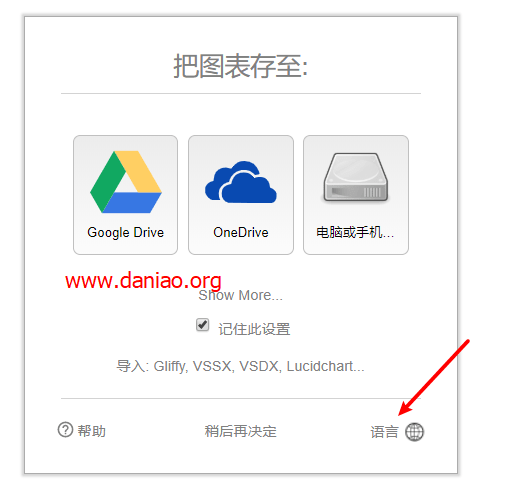 把图表存至:
Google Drive
OneDrive
电脑或手机...
www.daniao.org
Show More...
记住此设置
导入: Gliffy, VSSX, VSDX, Lucidchart...
帮助
稍后再决定
语言